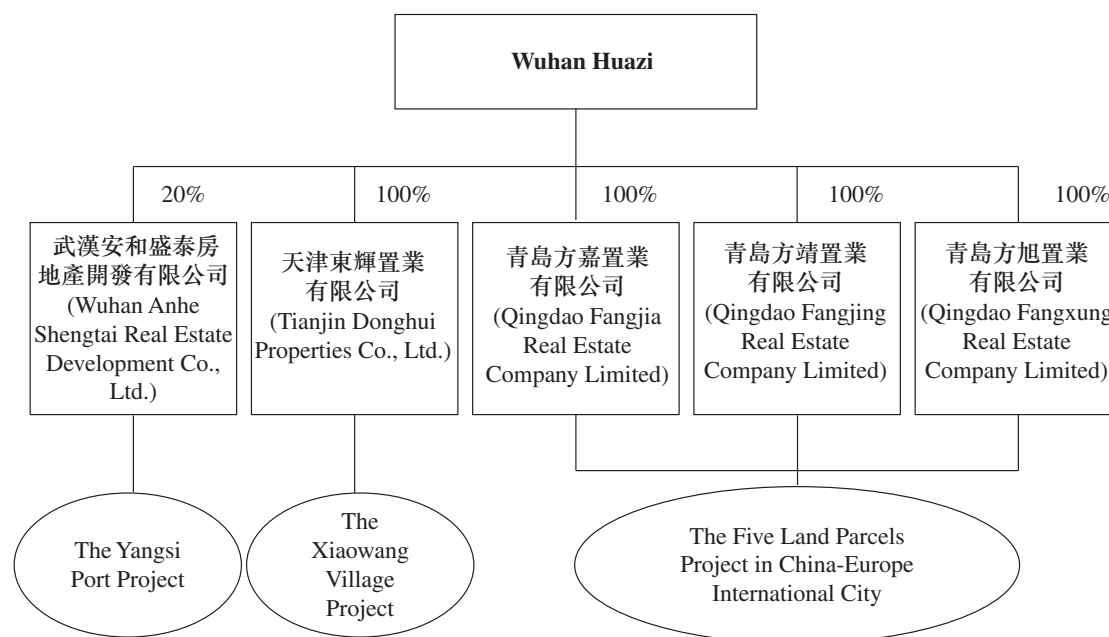 Wuhan Huazi
20%
100%
100%
100%
100%
武漢安和盛泰房
地產開發有限公司
(Wuhan Anhe
Shengtai Real Estate
Development Co.,
Ltd.)
天津東輝置業
有限公司
(Tianjin Donghui
Properties Co., Ltd.)
青島方嘉置業
有限公司
(Qingdao Fangjia
Real Estate
Company Limited)
青島方靖置業
有限公司
(Qingdao Fangjing
Real Estate
Company Limited)
青島方旭置業
有限公司
(Qingdao Fangxung
Real Estate
Company Limited)
The Yangsi
Port Project
The
Xiaowang
Village
Project
The Five Land Parcels
Project in China-Europe
International City